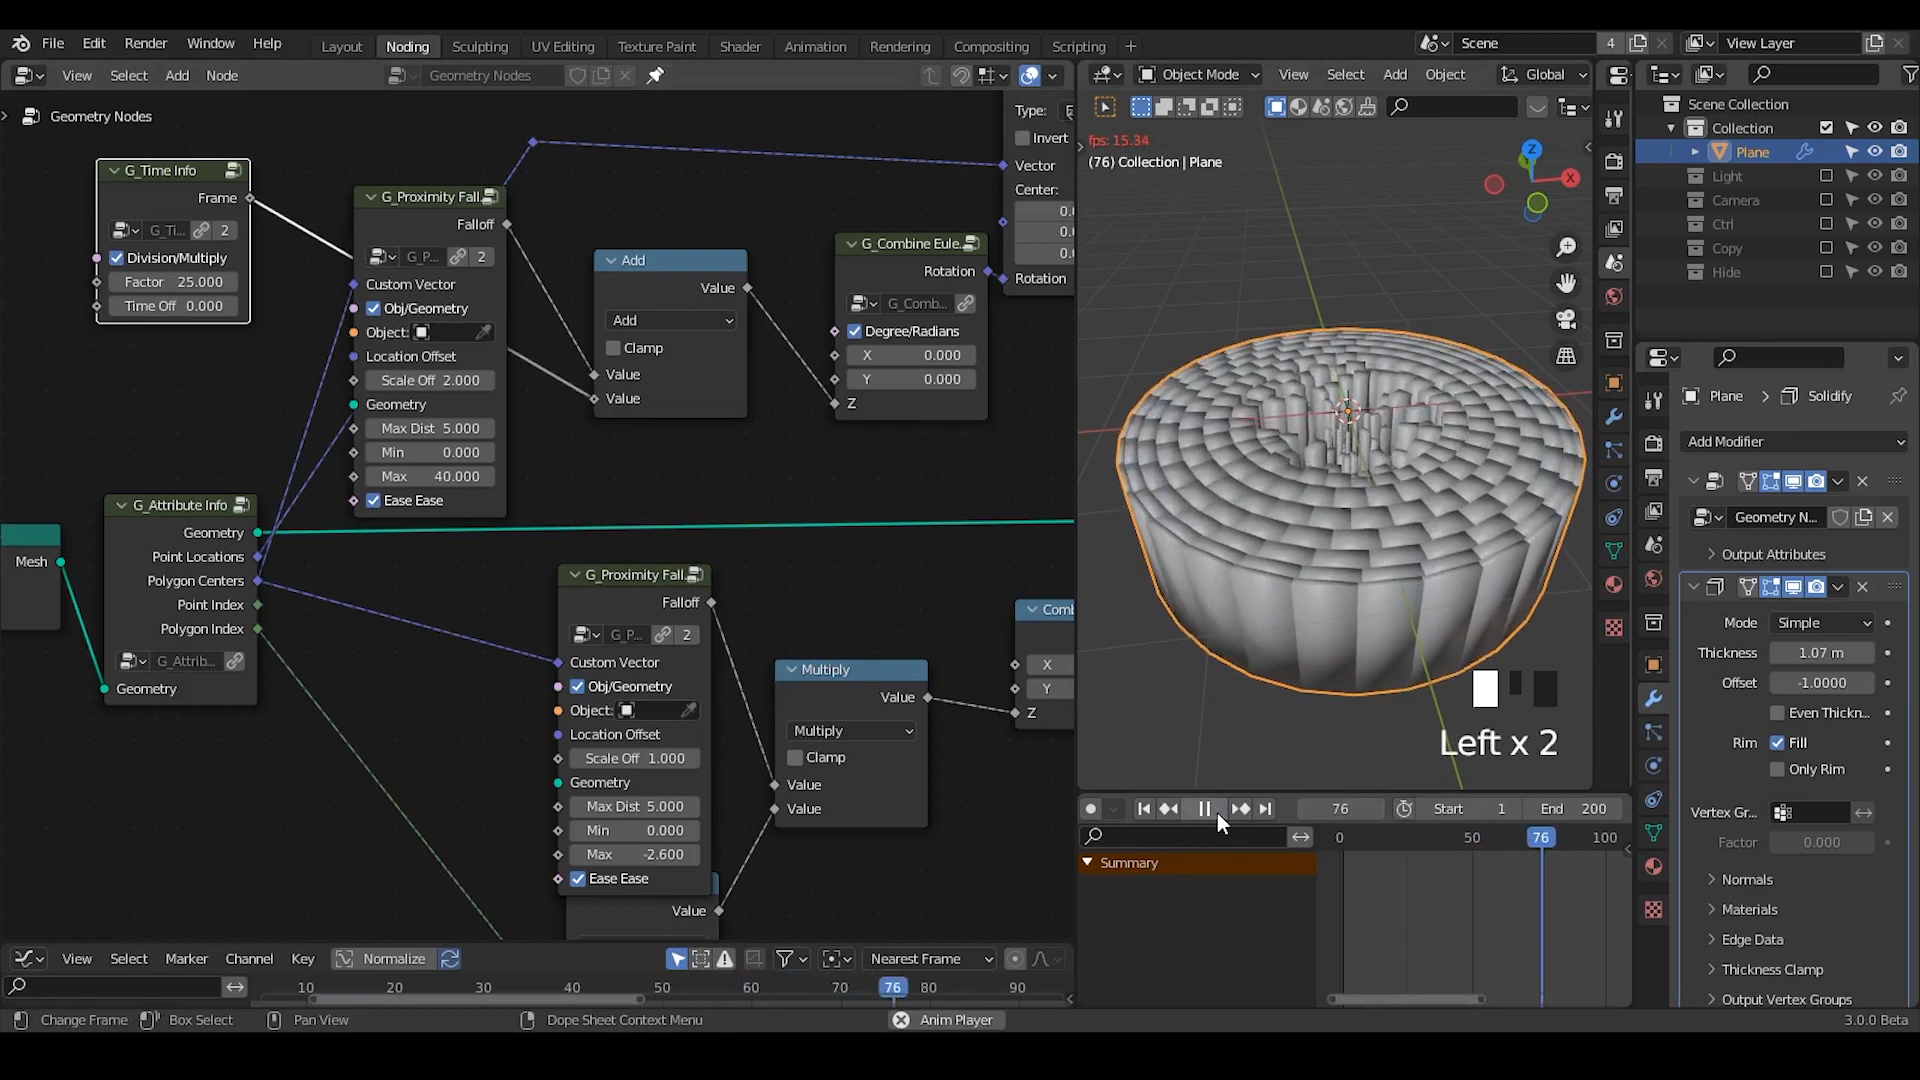 File Edit Render Window Help
Layout Noding Sculpting UV Editing Texture Paint Shader Animation Rendering Compositing Scripting +
Scene 4
View Layer
View Select Add Node
Geometry Nodes
Object Mode View Select Add Object Global
Geometry Nodes
G_Time Info
Frame
G_Ti... 2
Division/Multiply
Factor 25.000
Time Off 0.000
G_Proximity Fall..
Falloff
G_P... 2
Custom Vector
Obj/Geometry
Object:
Location Offset
Scale Off 2.000
Geometry
Max Dist 5.000
Min 0.000
Max 40.000
Ease Ease
Add
Value
Add
Clamp
Value
Value
G_Combine Eule..
Rotation
G_Comb...
Degree/Radians
X 0.000
Y 0.000
Z
Type:
Invert
Vector
Center:
Rotation
Mesh
G_Attribute Info
Geometry
Point Locations
Polygon Centers
Point Index
Polygon Index
G_Attrib...
Geometry
G_Proximity Fall..
Falloff
G_P... 2
Custom Vector
Obj/Geometry
Object:
Location Offset
Scale Off 1.000
Geometry
Max Dist 5.000
Min 0.000
Max -2.600
Ease Ease
Value
Multiply
Value
Multiply
Clamp
Value
Value
Comb
X
Y
Z
fps: 15.34
(76) Collection | Plane
Z
X
Left x 2
76 Start 1 End 200
0 50 76 100
Summary
Scene Collection
Collection
Plane
Light
Camera
Ctrl
Copy
Hide
Plane > Solidify
Add Modifier
Geometry N...
Output Attributes
Mode Simple
Thickness 1.07 m
Offset -1.0000
Even Thickn...
Rim Fill
Only Rim
Vertex Gr...
Factor 0.000
Normals
Materials
Edge Data
Thickness Clamp
Output Vertex Groups
View Select Marker Channel Key Normalize Nearest Frame
10 20 30 40 50 60 70 76 80 90
Change Frame Box Select Pan View Dope Sheet Context Menu Anim Player 3.0.0 Beta